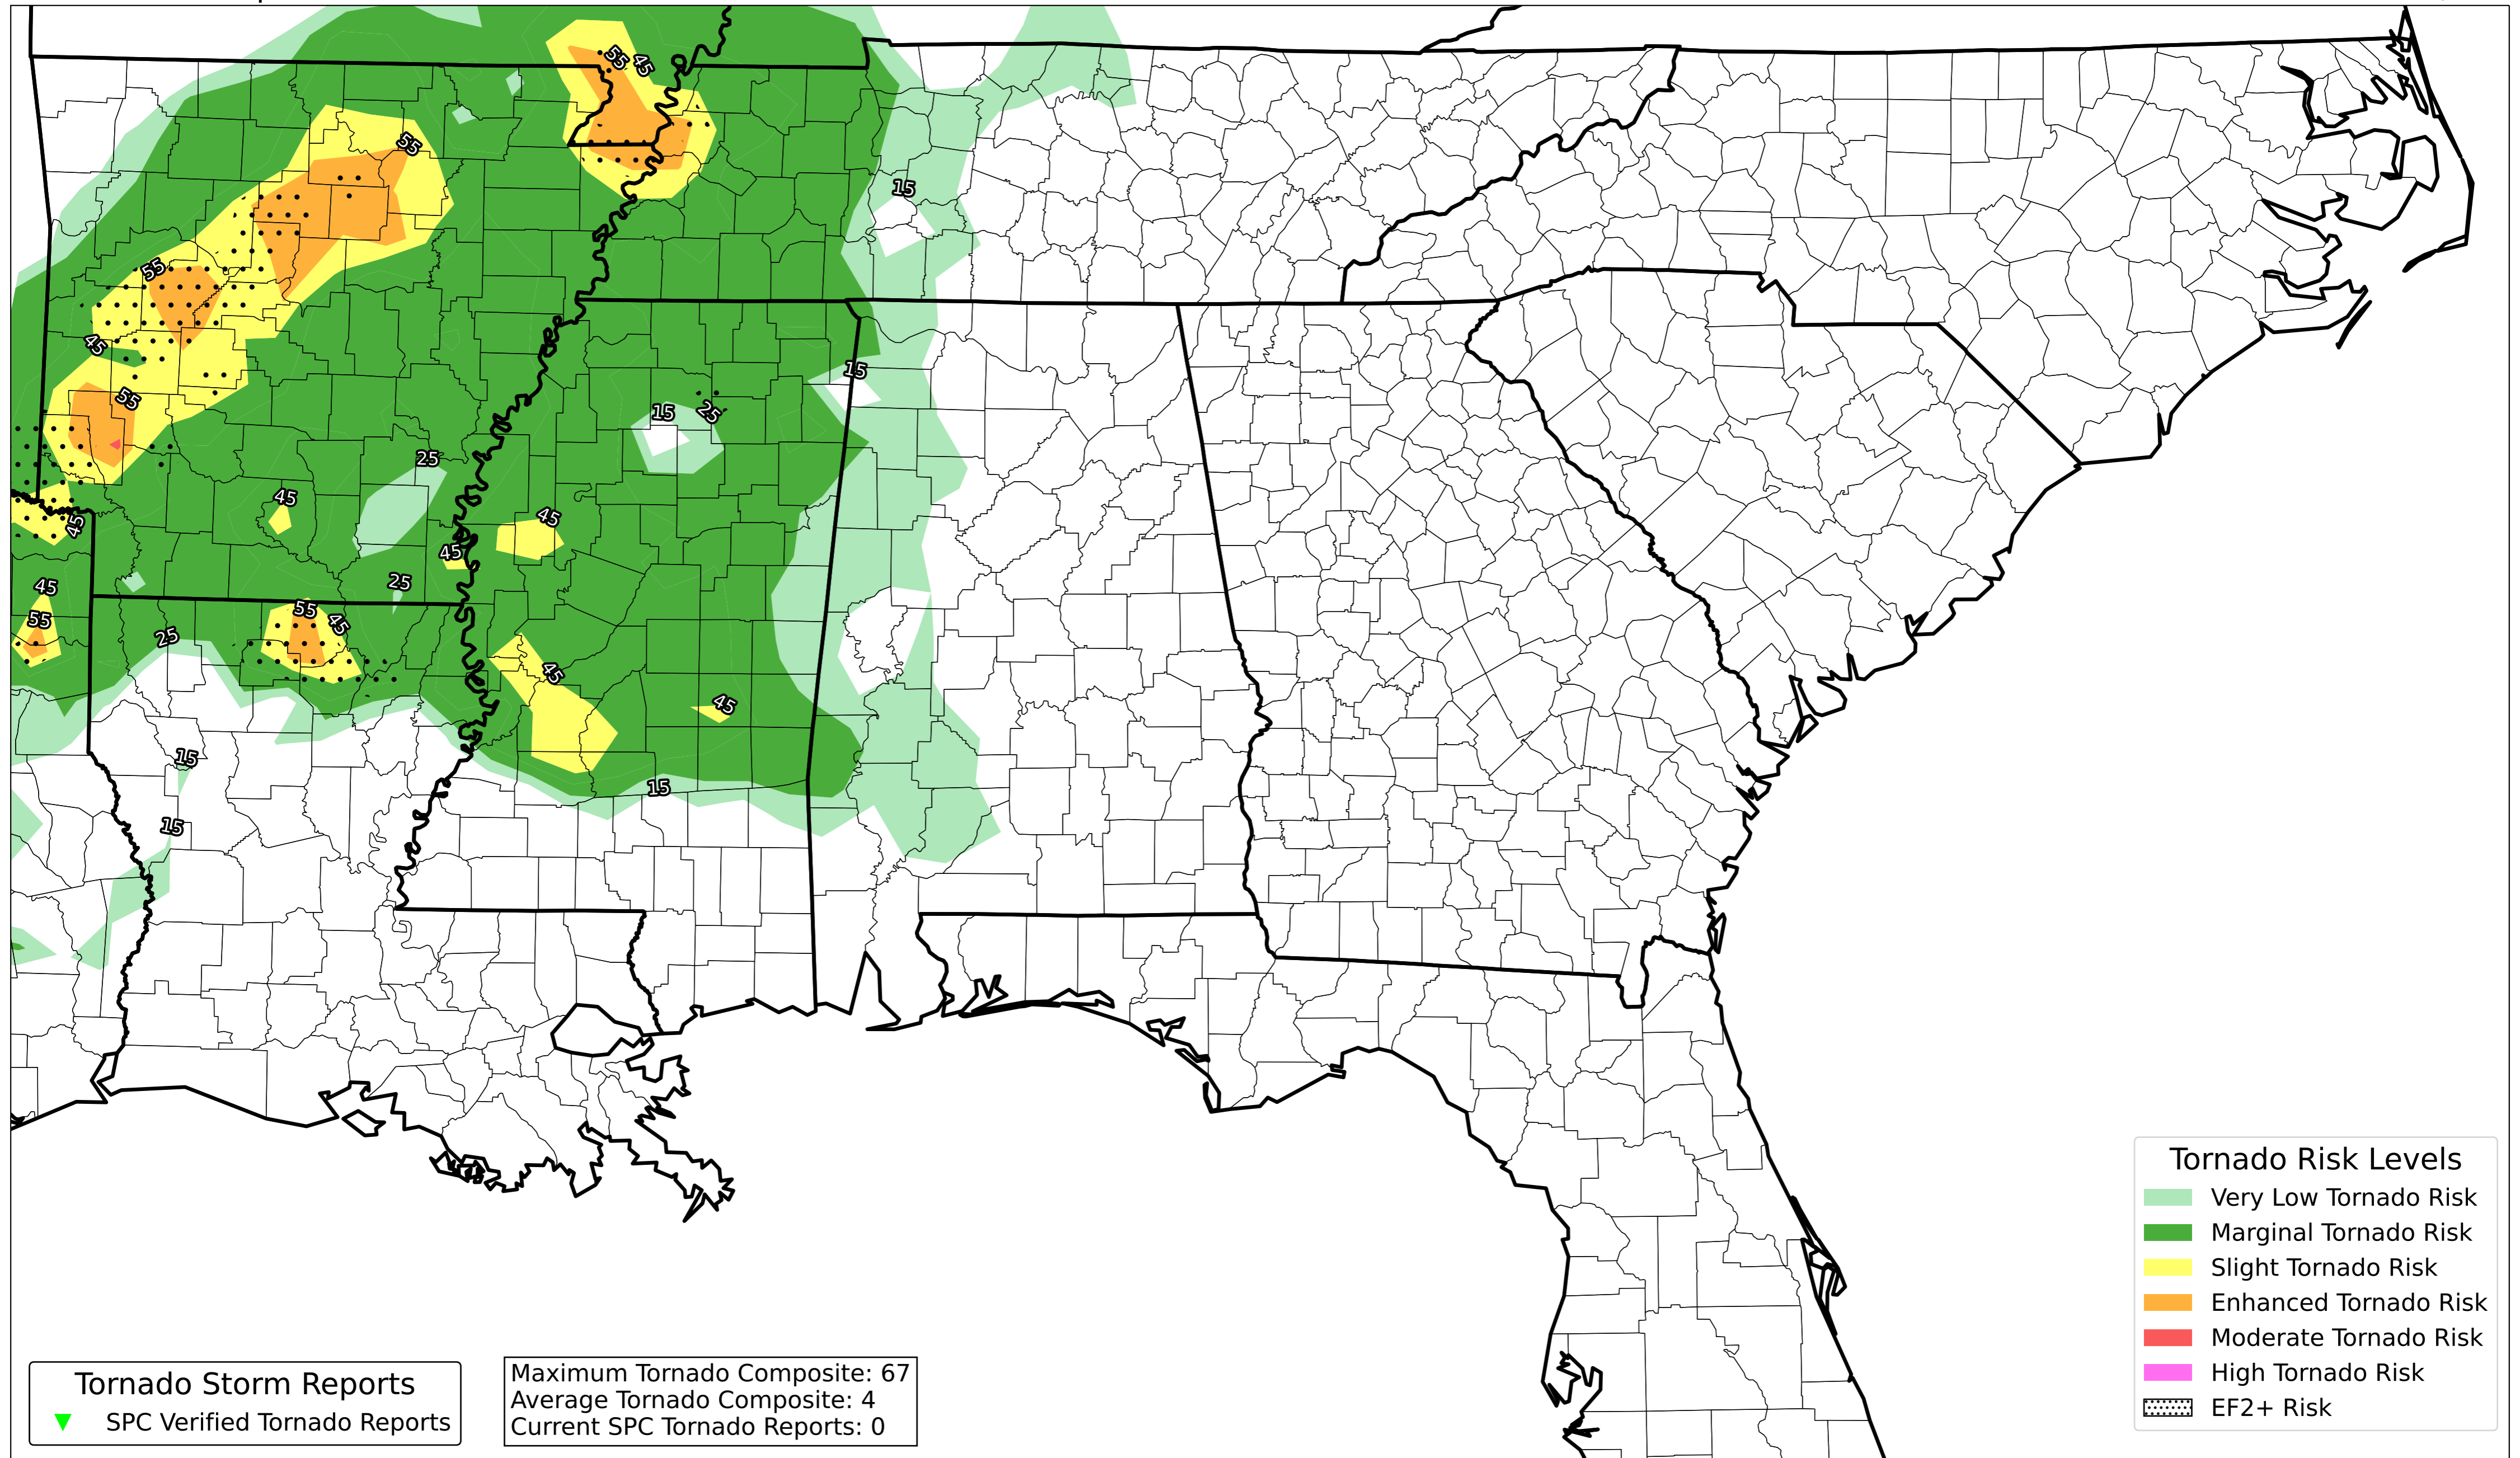 55
45
55
15
55
45
15
55
15
25
25
45
45
45
45
25
45
55
55
45
25
45
45
15
15
15
Tornado Risk Levels
Very Low Tornado Risk
Marginal Tornado Risk
Slight Tornado Risk
Enhanced Tornado Risk
Moderate Tornado Risk
High Tornado Risk
EF2+ Risk
Tornado Storm Reports
SPC Verified Tornado Reports
Maximum Tornado Composite: 67
Average Tornado Composite: 4
Current SPC Tornado Reports: 0